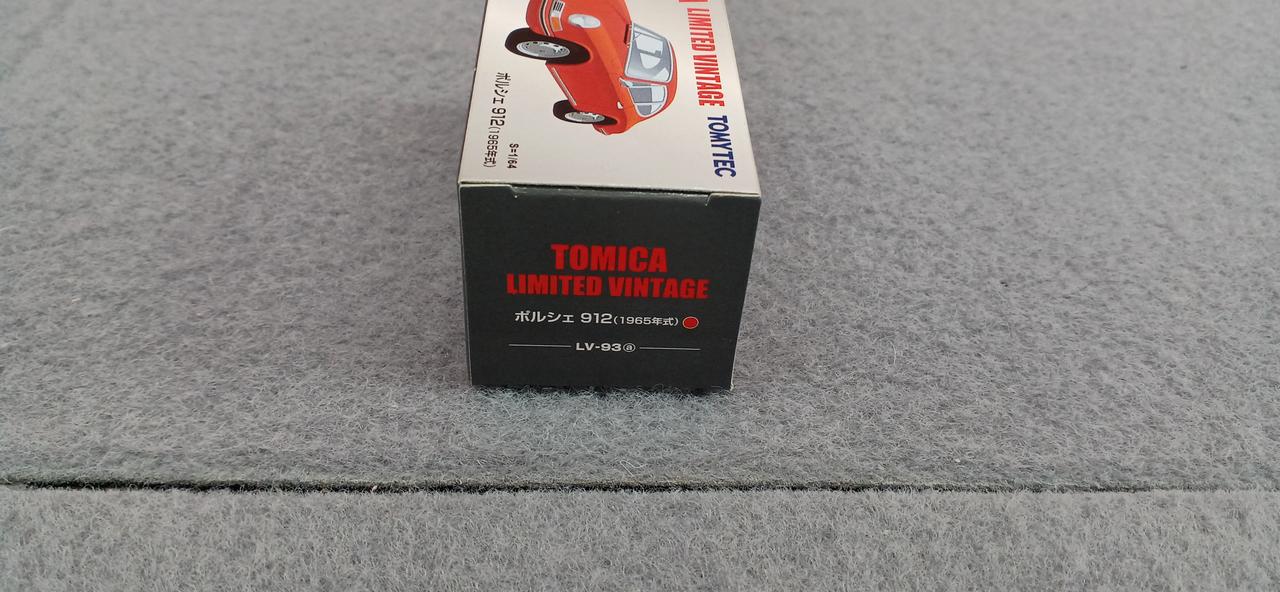 LIMITED VINTAGE TOMYTEC
S=1/64
ポルシェ 912(1965年式)
TOMICA
LIMITED VINTAGE
ポルシェ 912(1965年式)
LV-93ⓐ